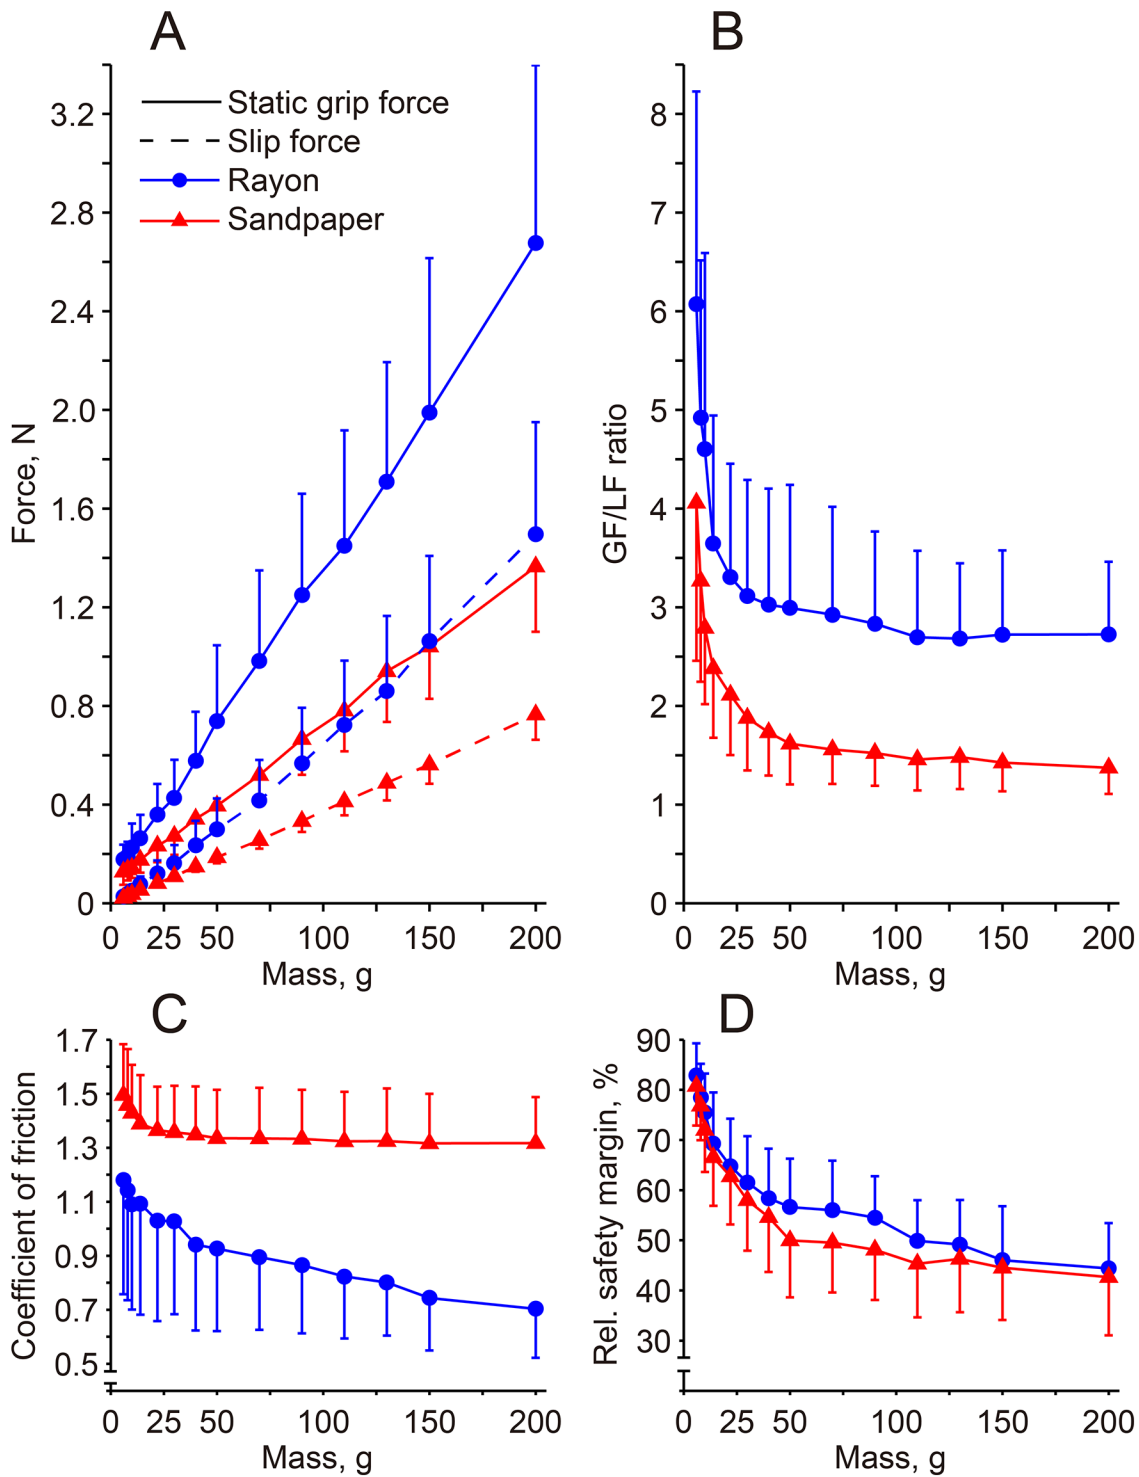 A
Static grip force
Slip force
Rayon
Sandpaper
3.2
2.8
2.4
2.0
1.6
1.2
0.8
0.4
0
Force, N
0 25 50 100 150 200
Mass, g
B
8
7
6
5
4
3
2
1
0
GF/LF ratio
0 25 50 100 150 200
Mass, g
C
1.7
1.5
1.3
1.1
0.9
0.7
0.5
Coefficient of friction
0 25 50 100 150 200
Mass, g
D
90
80
70
60
50
40
30
Rel. safety margin, %
0 25 50 100 150 200
Mass, g